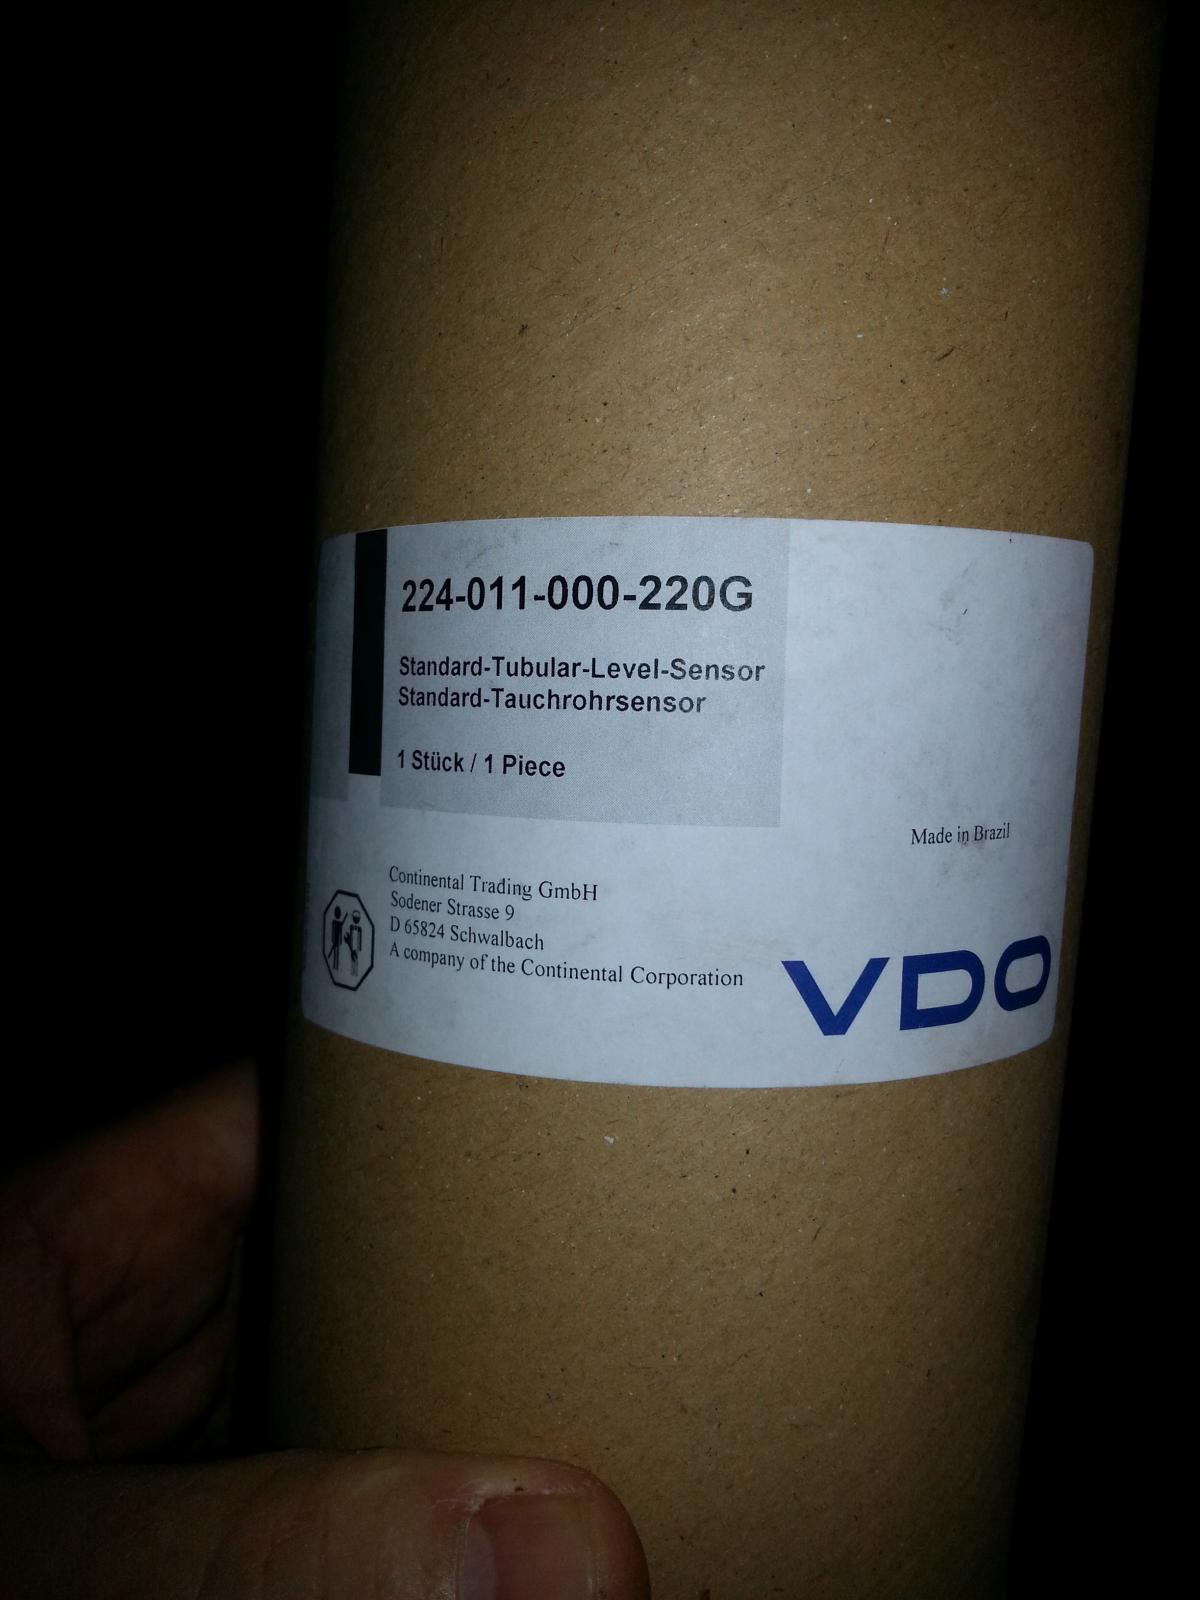 224-011-000-220G
Standard-Tubular-Level-Sensor
Standard-Tauchrohrsensor
1 Stück / 1 Piece
Made in Brazil
Continental Trading GmbH
Sodener Strasse 9
D 65824 Schwalbach
A company of the Continental Corporation
VDO